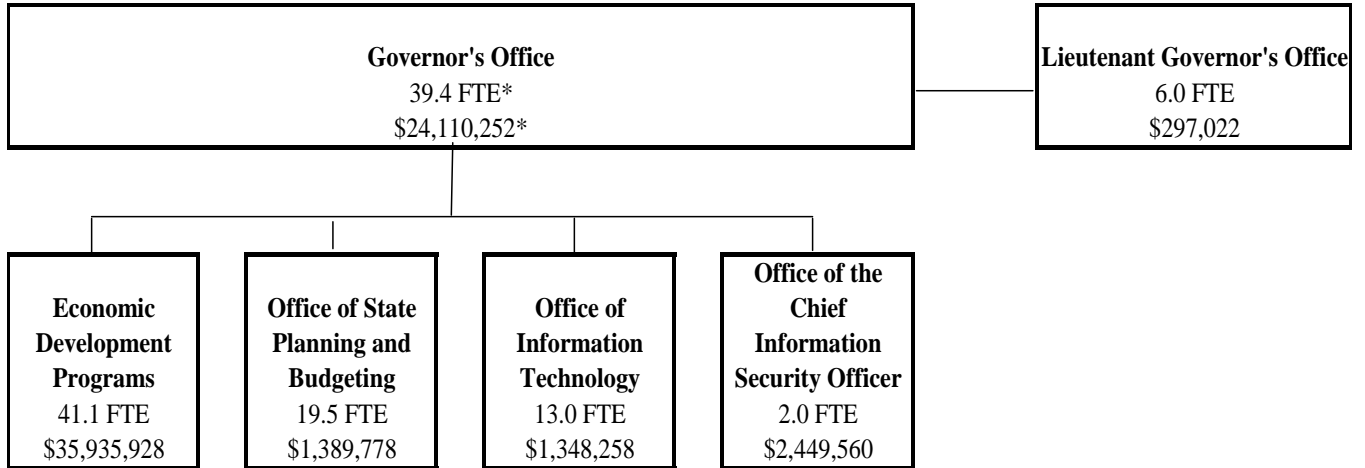 Governor's Office
39.4 FTE*
$24,110,252*
Lieutenant Governor's Office
6.0 FTE
$297,022
Economic
Development
Programs
41.1 FTE
$35,935,928
Office of State
Planning and
Budgeting
19.5 FTE
$1,389,778
Office of
Information
Technology
13.0 FTE
$1,348,258
Office of the
Chief
Information
Security Officer
2.0 FTE
$2,449,560